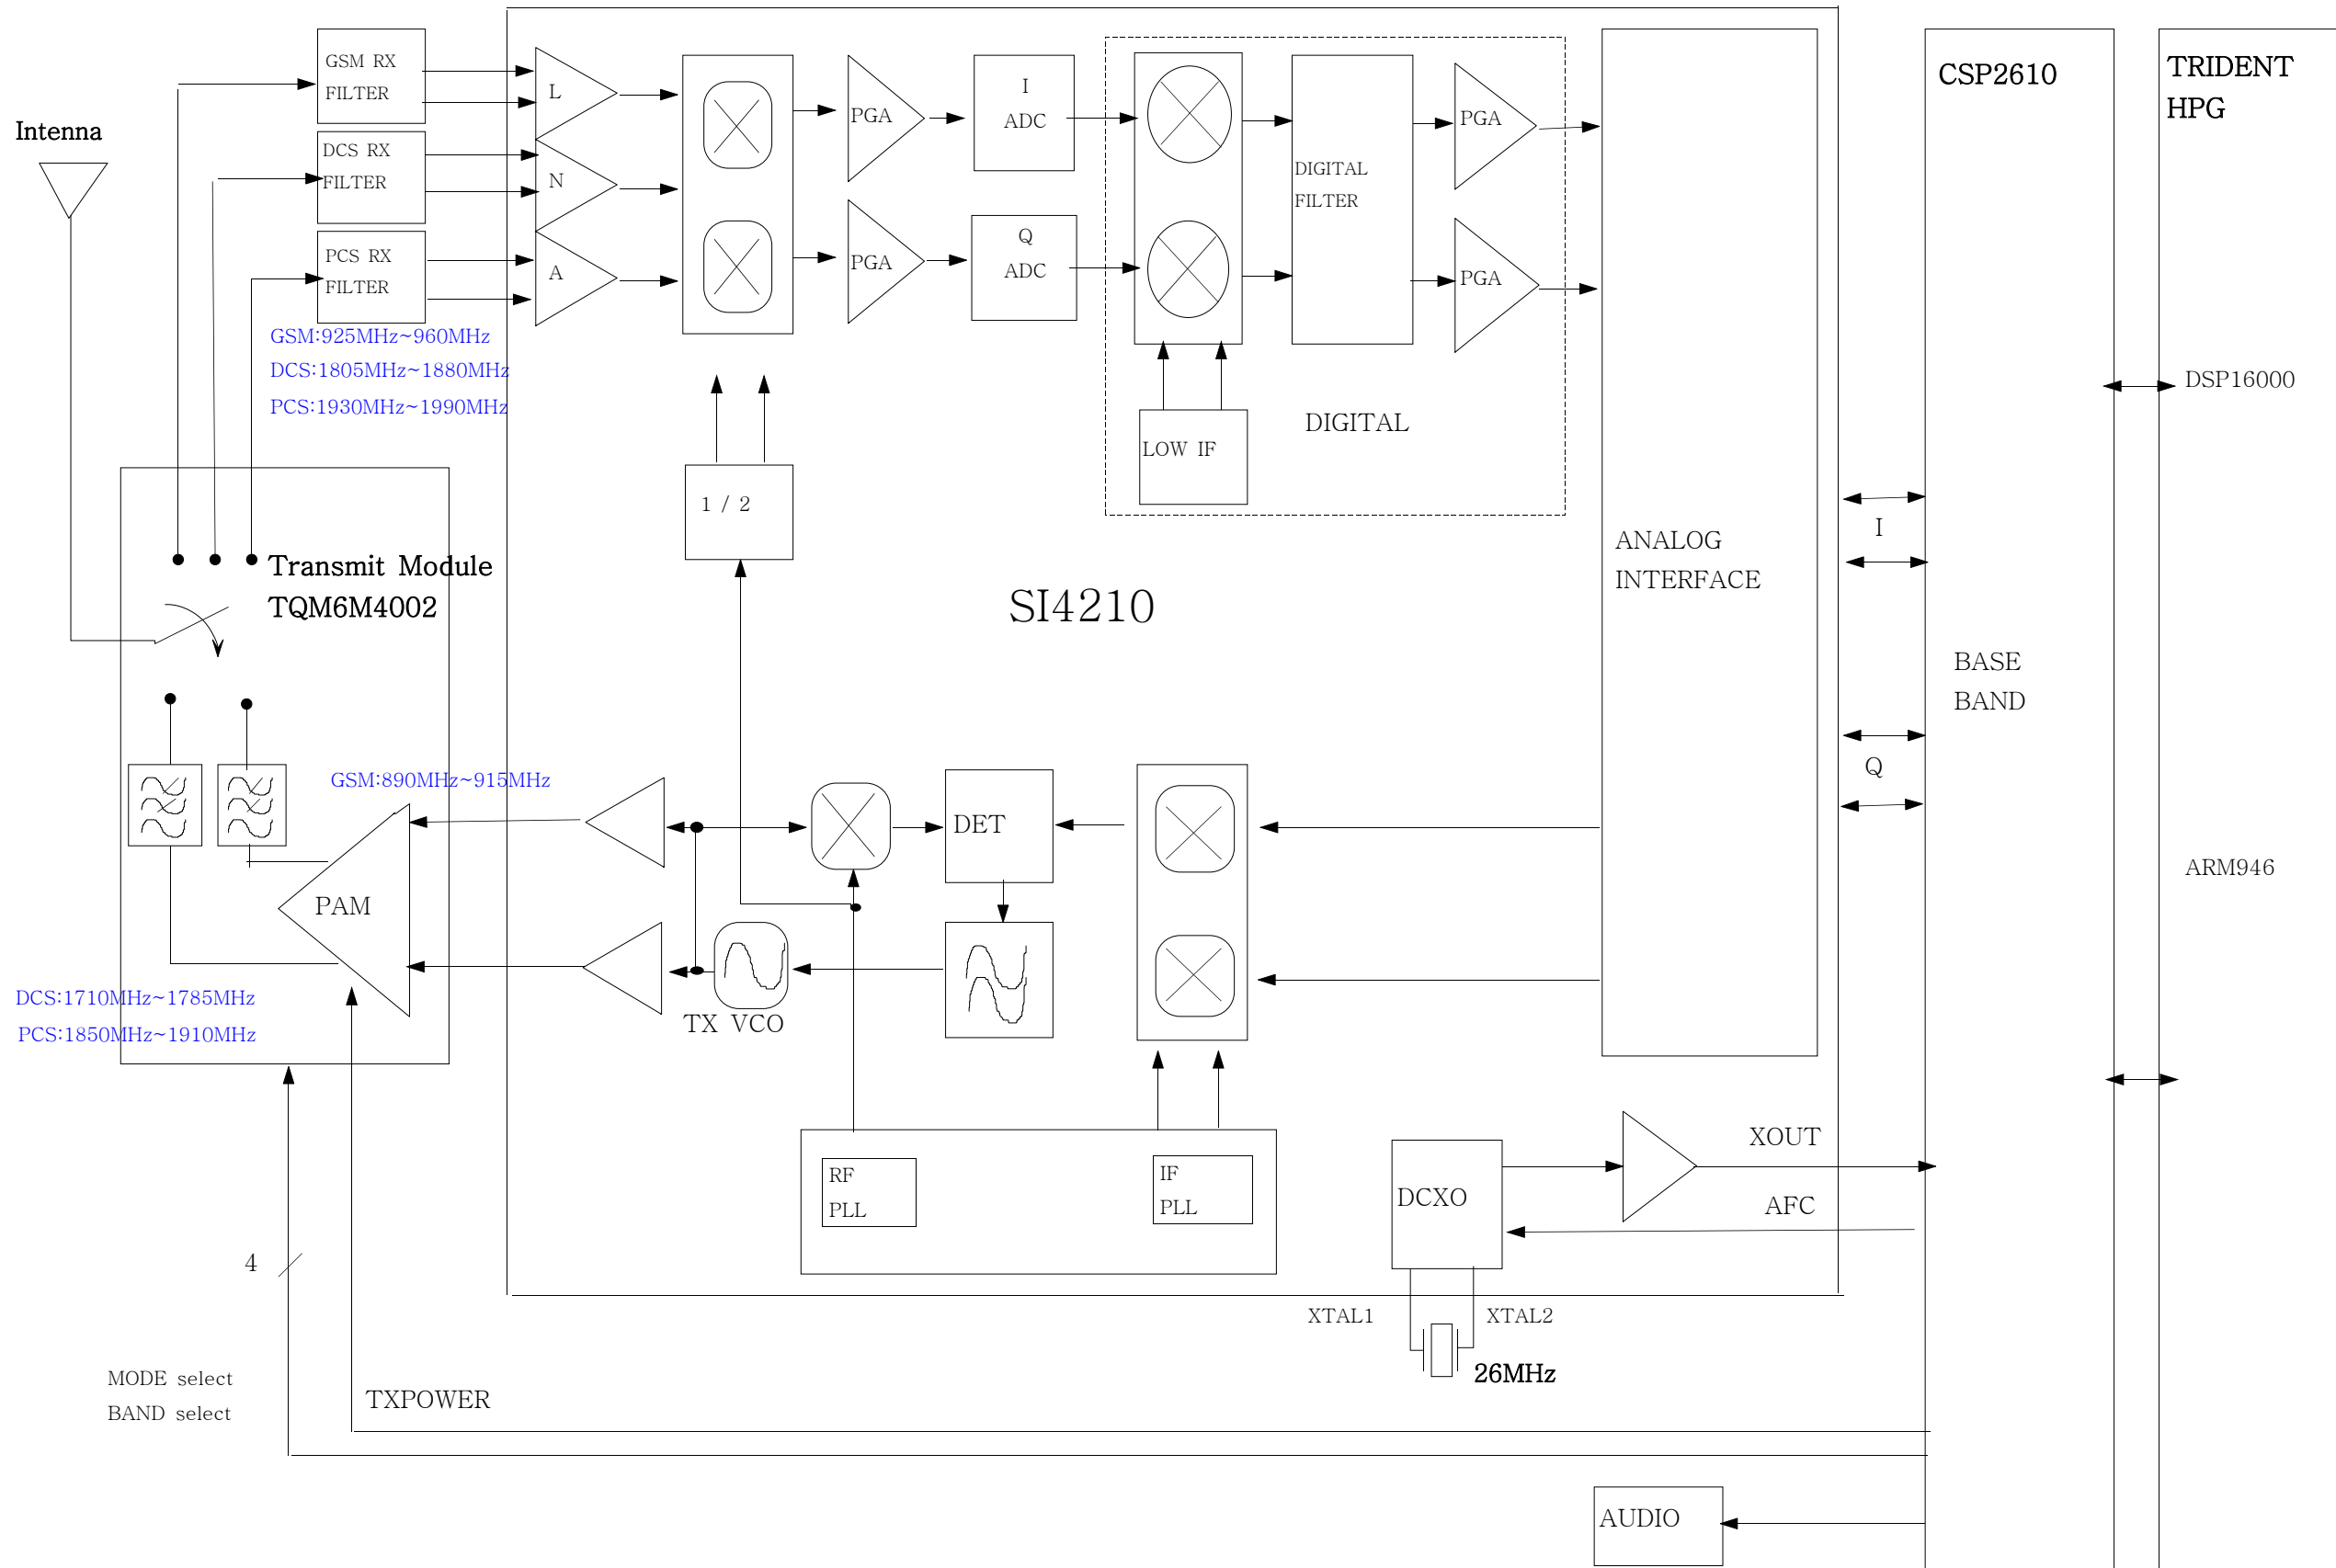 GSM RX
FILTER
Intenna
DCS RX
FILTER
PCS RX
FILTER
L
N
A
PGA
PGA
I
ADC
Q
ADC
DIGITAL
FILTER
PGA
PGA
CSP2610
TRIDENT
HPG
GSM:925MHz~960MHz
DCS:1805MHz~1880MHz
PCS:1930MHz~1990MHz
LOW IF
DIGITAL
DSP16000
1 / 2
ANALOG
INTERFACE
I
Transmit Module
TQM6M4002
SI4210
BASE
BAND
Q
GSM:890MHz~915MHz
DET
ARM946
PAM
DCS:1710MHz~1785MHz
PCS:1850MHz~1910MHz
TX VCO
RF
PLL
IF
PLL
DCXO
XOUT
AFC
4
XTAL1
XTAL2
26MHz
MODE select
BAND select
TXPOWER
AUDIO